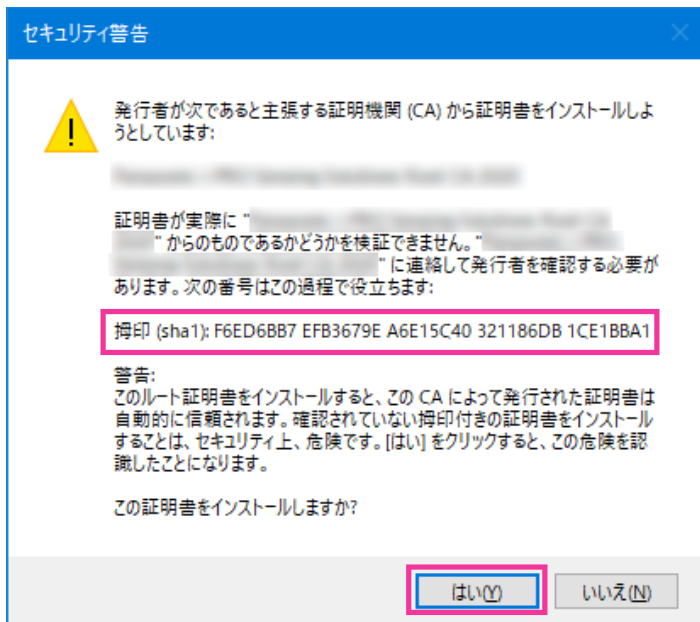 セキュリティ警告
発行者が次であると主張する証明機関 (CA) から証明書をインストールしよ
うとしています:
証明書が実際に "
" からのものであるかどうかを検証できません。"
" に連絡して発行者を確認する必要が
あります。次の番号はこの過程で役立ちます:
拇印 (sha1): F6ED6BB7 EFB3679E A6E15C40 321186DB 1CE1BBA1
警告:
このルート証明書をインストールすると、この CA によって発行された証明書は
自動的に信頼されます。確認されていない拇印付きの証明書をインストール
することは、セキュリティ上、危険です。[はい] をクリックすると、この危険を認
識したことになります。
この証明書をインストールしますか?
はい(Y)
いいえ(N)